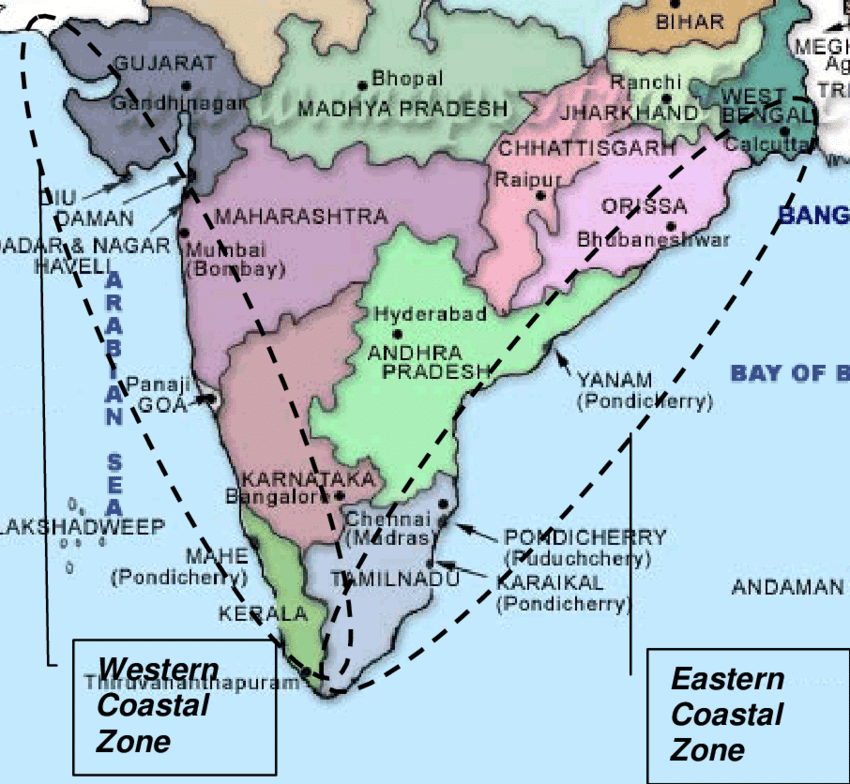 BIHAR
MEGH
Ag
TRI
GUJARAT
Gandhinagar
Bhopal
MADHYA PRADESH
Ranchi
JHARKHAND
WEST
BENGAL
Calcutta
CHHATTISGARH
Raipur
ORISSA
Bhubaneshwar
BANG
DIU
DAMAN
DADAR & NAGAR
HAVELI
MAHARASHTRA
Mumbai
(Bombay)
ARABIAN SEA
Hyderabad
ANDHRA
PRADESH
YANAM
(Pondicherry)
BAY OF B
Panaji
GOA
KARNATAKA
Bangalore
LAKSHADWEEP
Chennai
(Madras)
PONDICHERRY
(Puduchchery)
MAHE
(Pondicherry)
TAMILNADU
KARAIKAL
(Pondicherry)
ANDAMAN
KERALA
Thiruvananthapuram
Western
Coastal
Zone
Eastern
Coastal
Zone